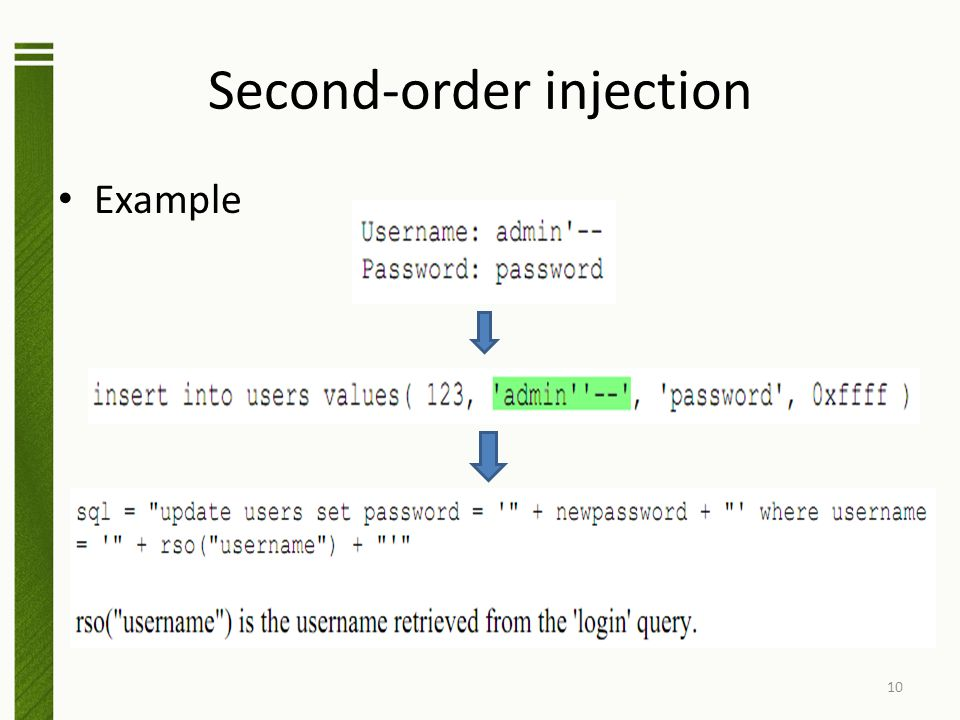 Second-order injection
• Example
Username: admin'--
Password: password
insert into users values( 123, 'admin''--', 'password', 0xffff )
sql = "update users set password = '" + newpassword + "' where username
= '" + rso("username") + "'"
rso("username") is the username retrieved from the 'login' query.
10